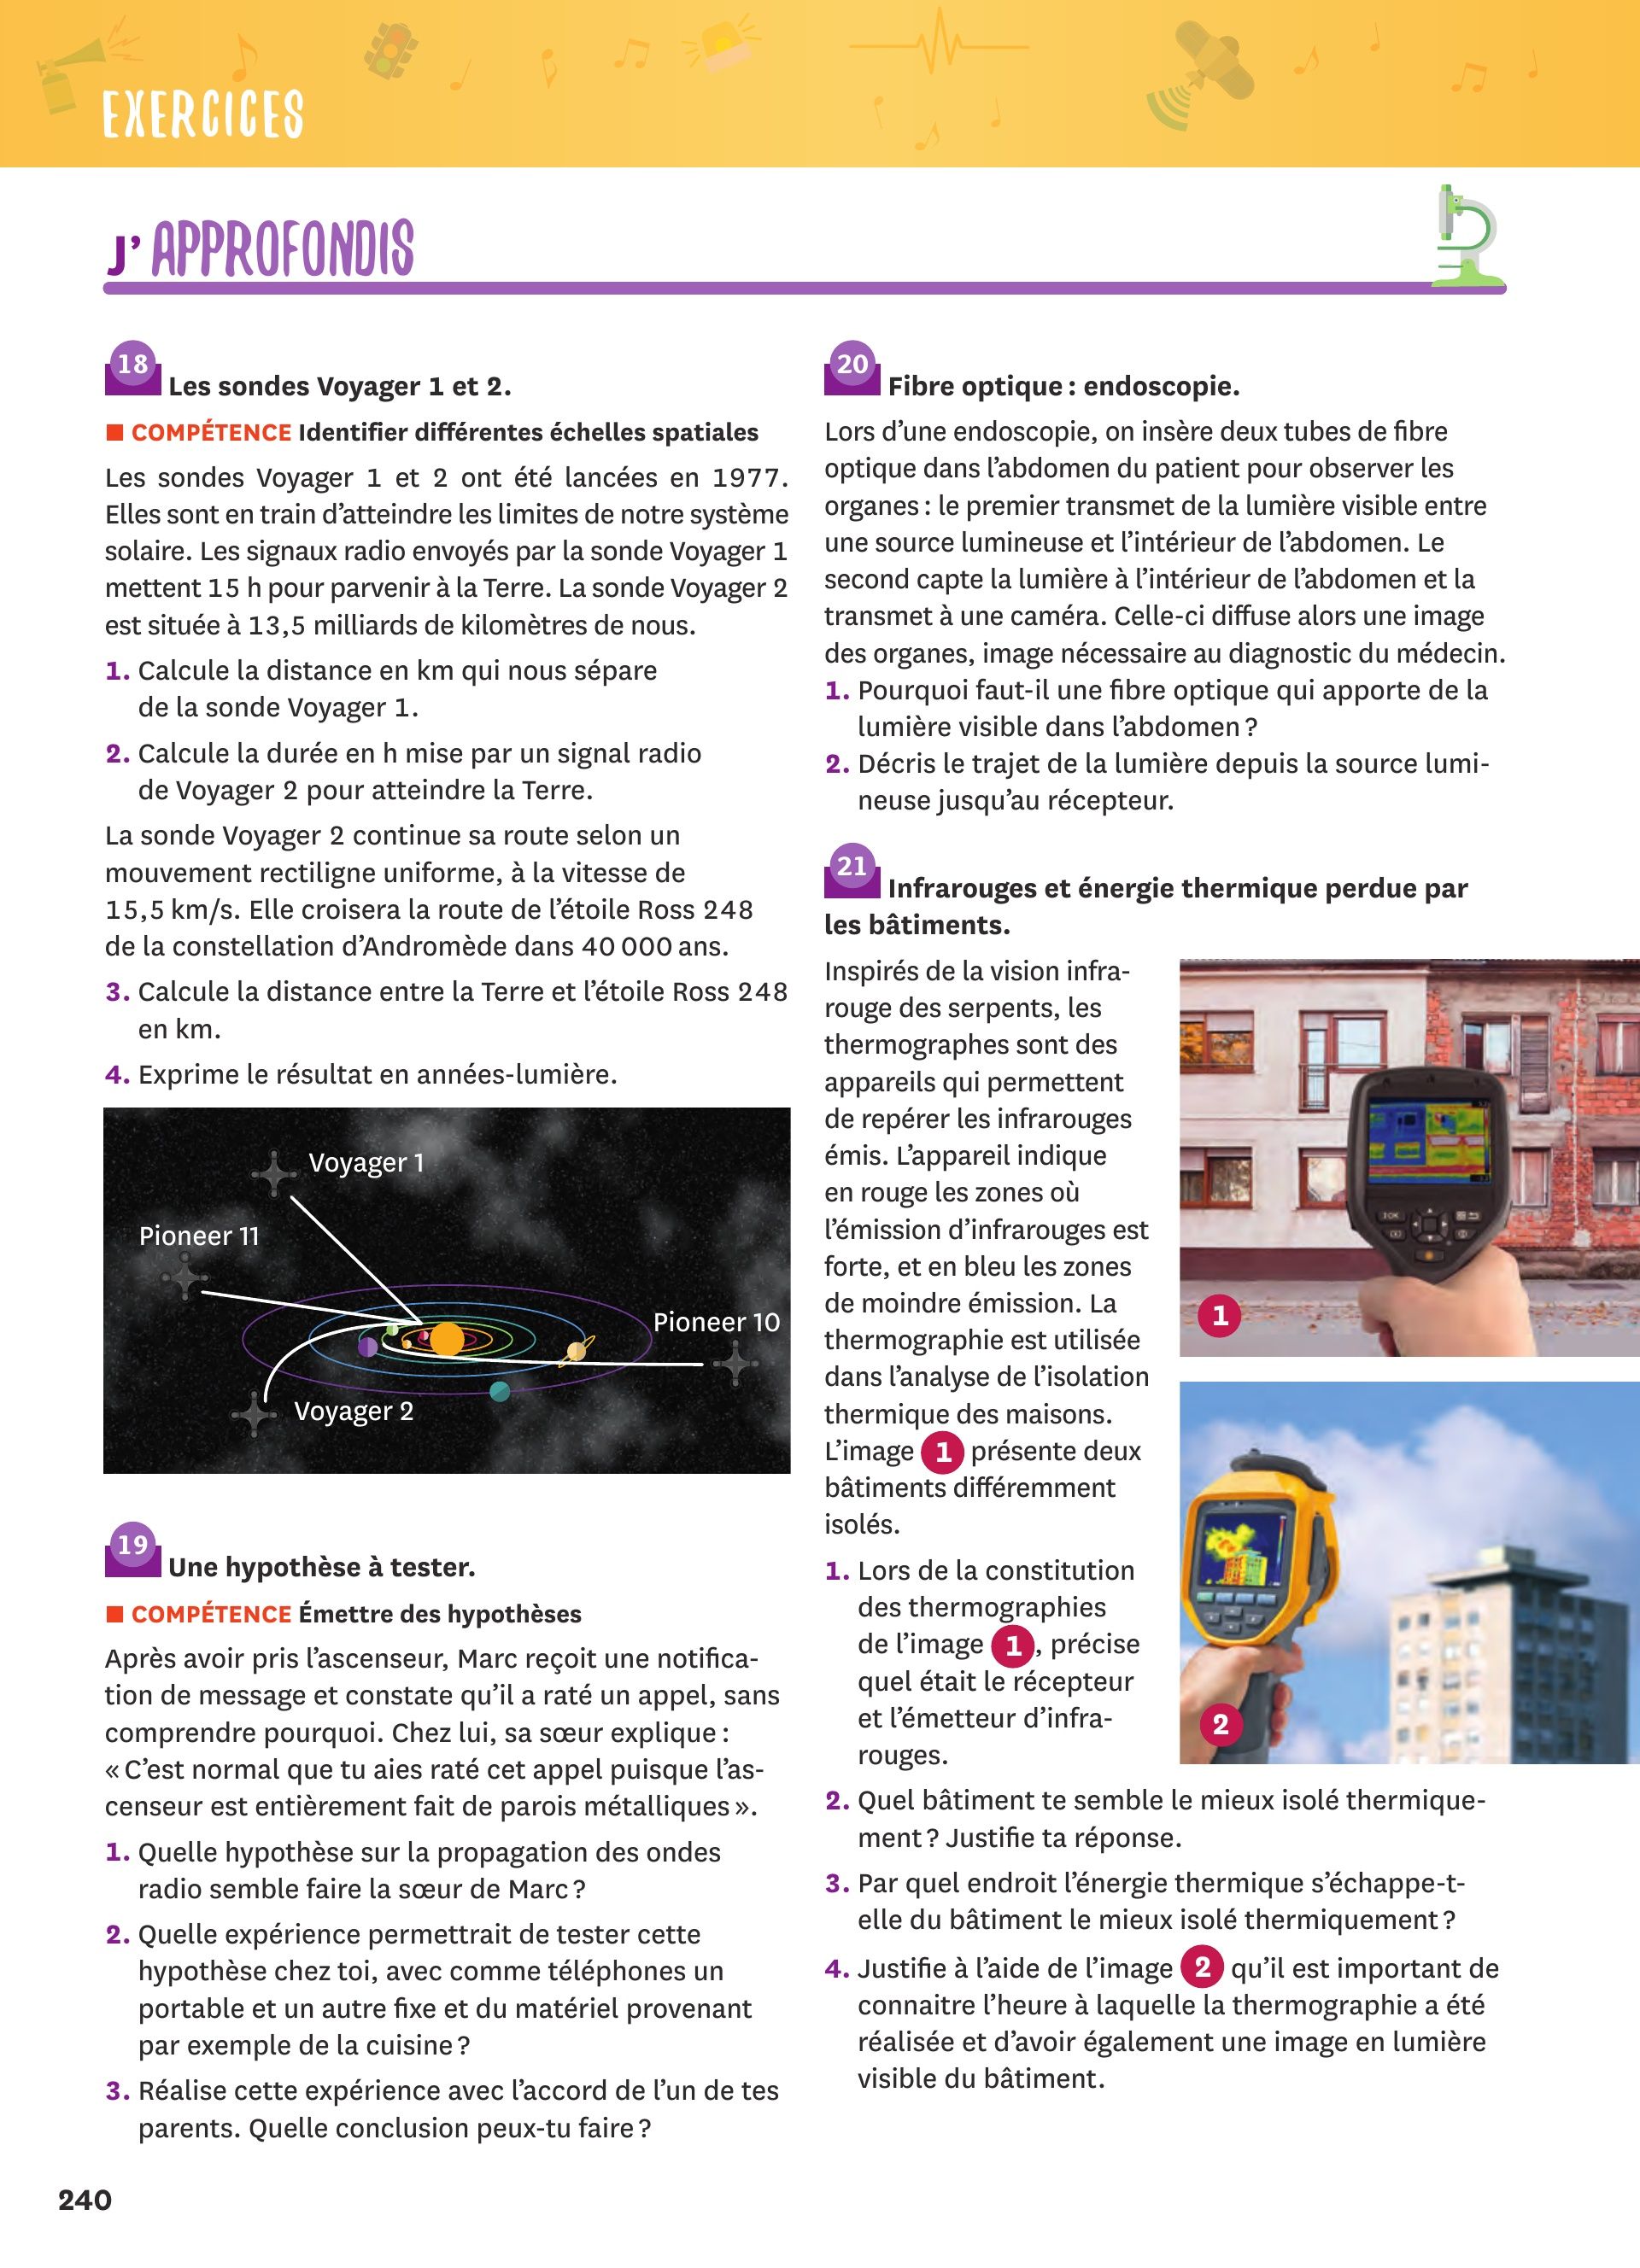 EXERCICES
J’APPROFONDIS
18 Les sondes Voyager 1 et 2.
COMPÉTENCE Identifier différentes échelles spatiales
Les sondes Voyager 1 et 2 ont été lancées en 1977.
Elles sont en train d’atteindre les limites de notre système
solaire. Les signaux radio envoyés par la sonde Voyager 1
mettent 15 h pour parvenir à la Terre. La sonde Voyager 2
est située à 13,5 milliards de kilomètres de nous.
1. Calcule la distance en km qui nous sépare
de la sonde Voyager 1.
2. Calcule la durée en h mise par un signal radio
de Voyager 2 pour atteindre la Terre.
La sonde Voyager 2 continue sa route selon un
mouvement rectiligne uniforme, à la vitesse de
15,5 km/s. Elle croisera la route de l’étoile Ross 248
de la constellation d’Andromède dans 40 000 ans.
3. Calcule la distance entre la Terre et l’étoile Ross 248
en km.
4. Exprime le résultat en années-lumière.
Voyager 1
Pioneer 11
Pioneer 10
Voyager 2
19 Une hypothèse à tester.
COMPÉTENCE Émettre des hypothèses
Après avoir pris l’ascenseur, Marc reçoit une notifica-
tion de message et constate qu’il a raté un appel, sans
comprendre pourquoi. Chez lui, sa sœur explique :
« C’est normal que tu aies raté cet appel puisque l’as-
censeur est entièrement fait de parois métalliques ».
1. Quelle hypothèse sur la propagation des ondes
radio semble faire la sœur de Marc ?
2. Quelle expérience permettrait de tester cette
hypothèse chez toi, avec comme téléphones un
portable et un autre fixe et du matériel provenant
par exemple de la cuisine ?
3. Réalise cette expérience avec l’accord de l’un de tes
parents. Quelle conclusion peux-tu faire ?
20 Fibre optique : endoscopie.
Lors d’une endoscopie, on insère deux tubes de fibre
optique dans l’abdomen du patient pour observer les
organes : le premier transmet de la lumière visible entre
une source lumineuse et l’intérieur de l’abdomen. Le
second capte la lumière à l’intérieur de l’abdomen et la
transmet à une caméra. Celle-ci diffuse alors une image
des organes, image nécessaire au diagnostic du médecin.
1. Pourquoi faut-il une fibre optique qui apporte de la
lumière visible dans l’abdomen ?
2. Décris le trajet de la lumière depuis la source lumi-
neuse jusqu’au récepteur.
21 Infrarouges et énergie thermique perdue par
les bâtiments.
Inspirés de la vision infra-
rouge des serpents, les
thermographes sont des
appareils qui permettent
de repérer les infrarouges
émis. L’appareil indique
en rouge les zones où
l’émission d’infrarouges est
forte, et en bleu les zones
de moindre émission. La
thermographie est utilisée
dans l’analyse de l’isolation
thermique des maisons.
L’image 1 présente deux
bâtiments différemment
isolés.
1
2
1. Lors de la constitution
des thermographies
de l’image 1, précise
quel était le récepteur
et l’émetteur d’infra-
rouges.
2. Quel bâtiment te semble le mieux isolé thermique-
ment ? Justifie ta réponse.
3. Par quel endroit l’énergie thermique s’échappe-t-
elle du bâtiment le mieux isolé thermiquement ?
4. Justifie à l’aide de l’image 2 qu’il est important de
connaitre l’heure à laquelle la thermographie a été
réalisée et d’avoir également une image en lumière
visible du bâtiment.
240